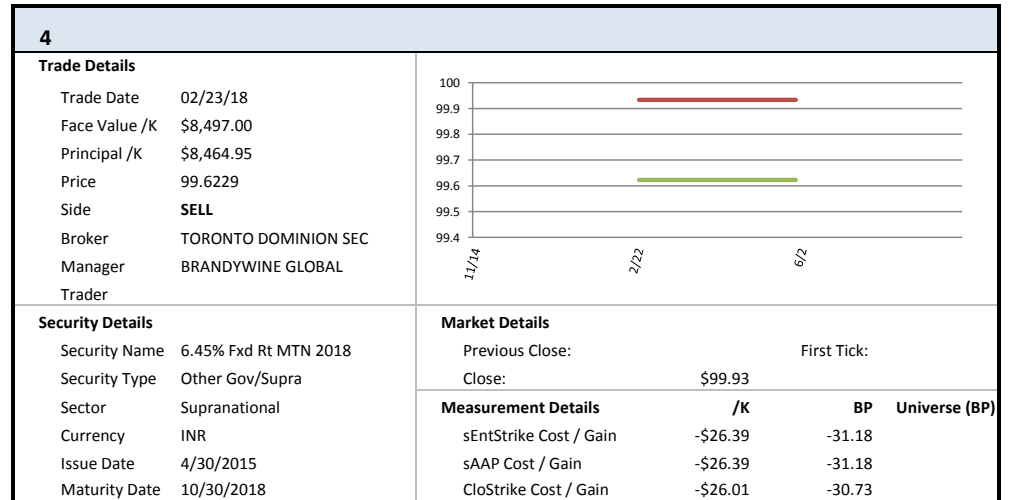 4
Trade Details
Trade Date 02/23/18
Face Value /K $8,497.00
Principal /K $8,464.95
Price 99.6229
Side SELL
Broker TORONTO DOMINION SEC
Manager BRANDYWINE GLOBAL
Trader
100
99.9
99.8
99.7
99.6
99.5
99.4
11/14 2/22 6/2
Security Details
Security Name 6.45% Fxd Rt MTN 2018
Security Type Other Gov/Supra
Sector Supranational
Currency INR
Issue Date 4/30/2015
Maturity Date 10/30/2018
Market Details
Previous Close: First Tick:
Close: $99.93
Measurement Details /K BP Universe (BP)
sEntStrike Cost / Gain -$26.39 -31.18
sAAP Cost / Gain -$26.39 -31.18
CloStrike Cost / Gain -$26.01 -30.73